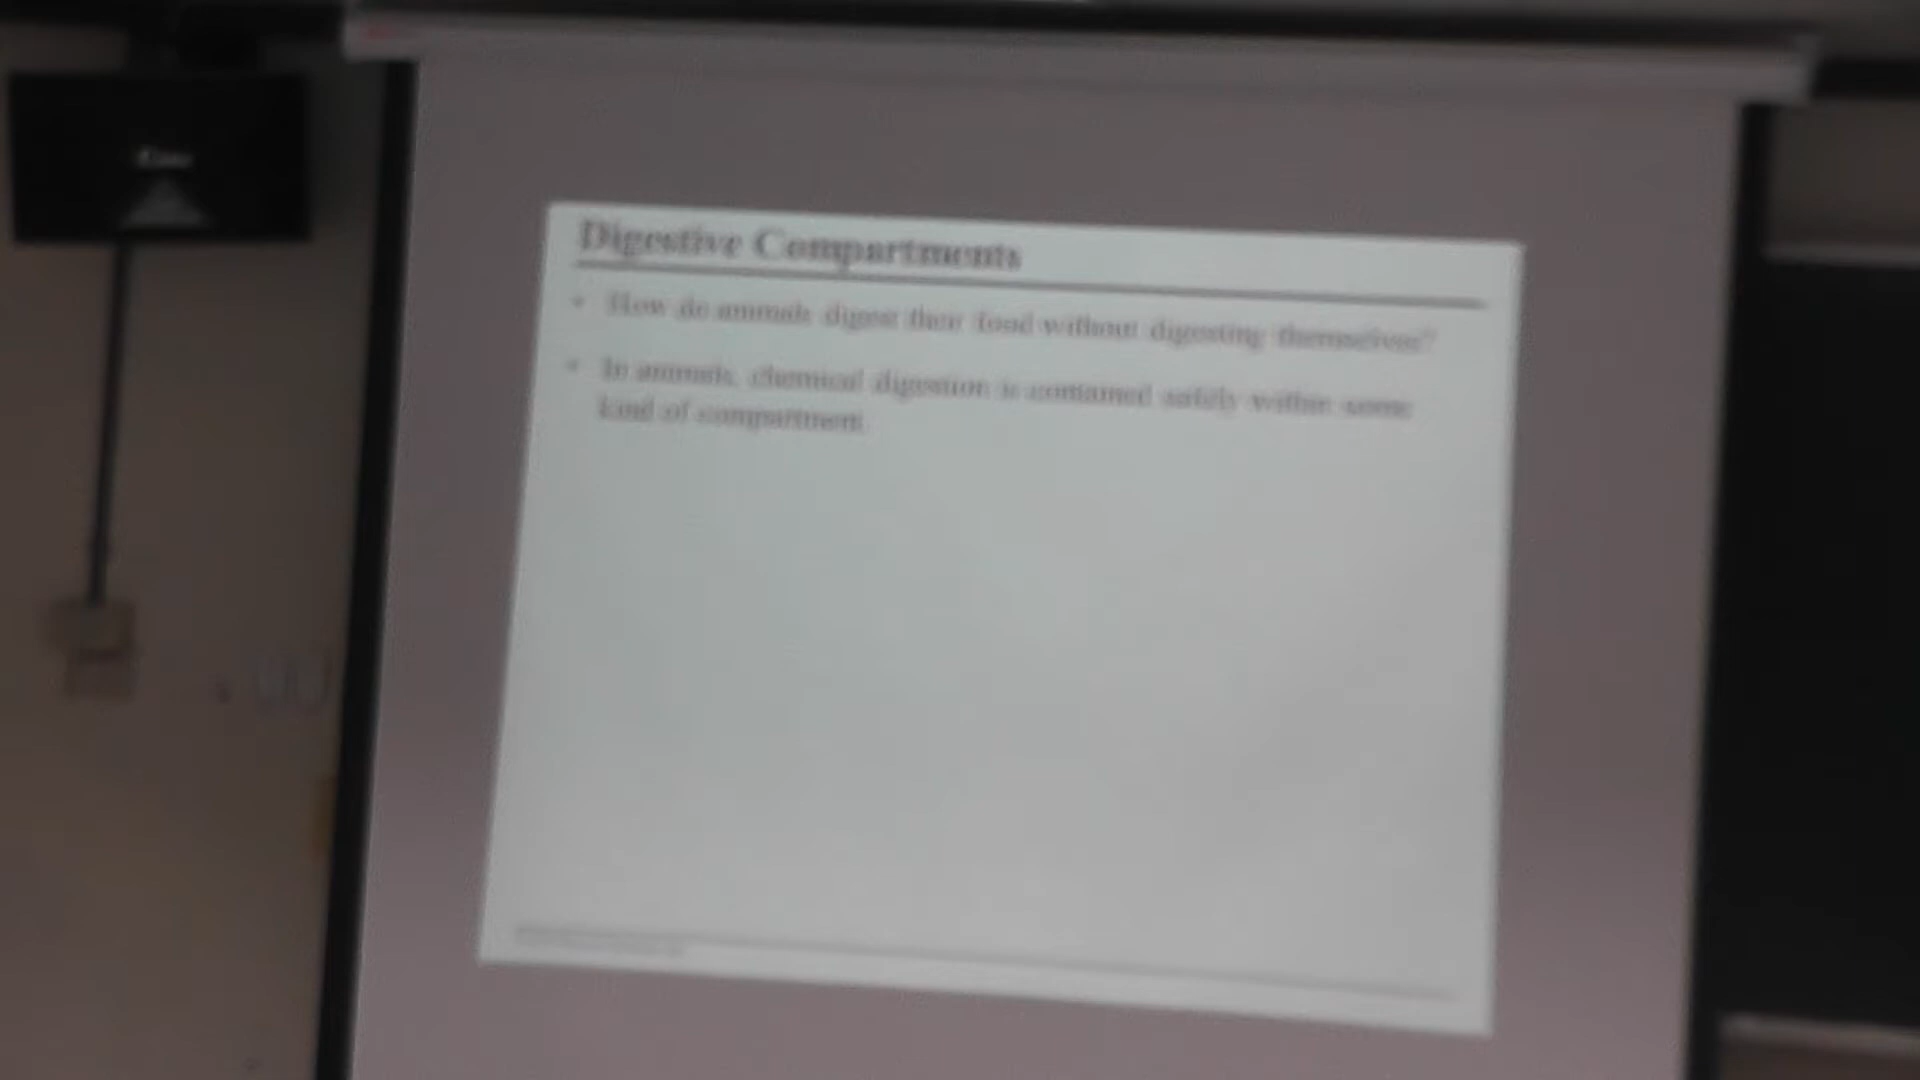 Digestive Compartments
• How do animals digest their food without digesting themselves?
• In animals, chemical digestion is contained safely within some
kind of compartment.